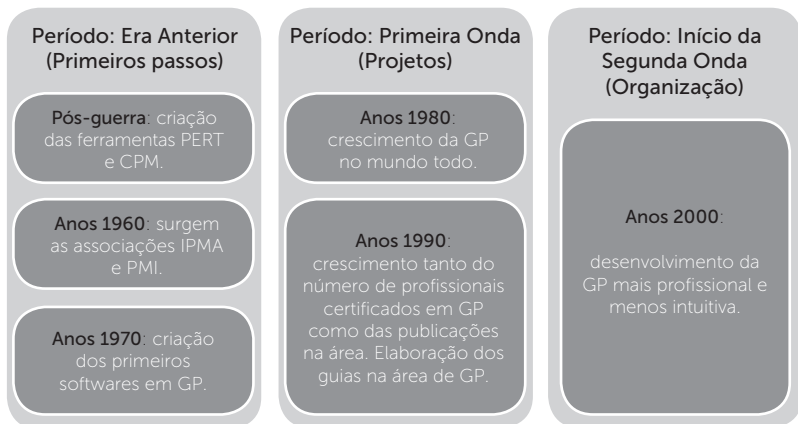 Período: Era Anterior
(Primeiros passos)
Pós-guerra: criação
das ferramentas PERT
e CPM.
Anos 1960: surgem
as associações IPMA
e PMI.
Anos 1970: criação
dos primeiros
softwares em GP.
Período: Primeira Onda
(Projetos)
Anos 1980:
crescimento da GP
no mundo todo.
Anos 1990:
crescimento tanto do
número de profissionais
certificados em GP
como das publicações
na área. Elaboração dos
guias na área de GP.
Período: Início da
Segunda Onda
(Organização)
Anos 2000:
desenvolvimento da
GP mais profissional e
menos intuitiva.